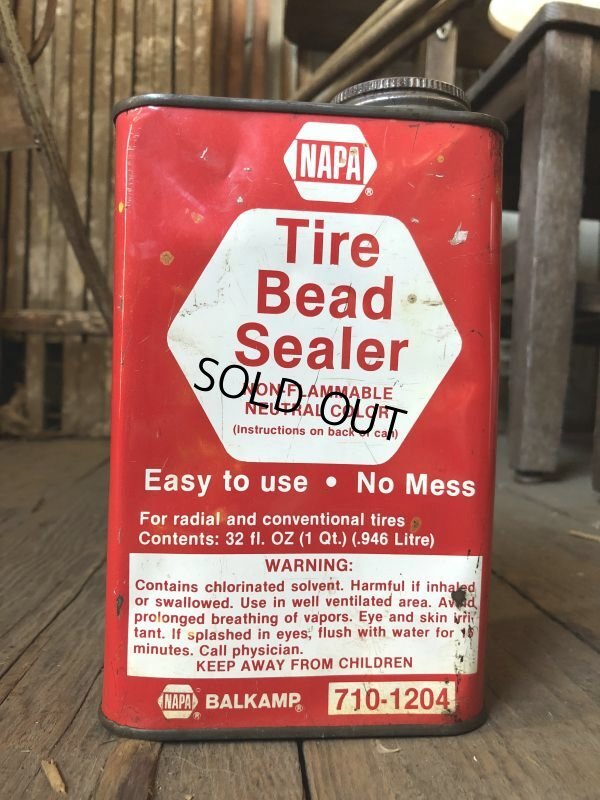 NAPA
®
Tire
Bead
Sealer
NON-FLAMMABLE
NEUTRAL COLOR
SOLD OUT
(Instructions on back of can)
Easy to use • No Mess
For radial and conventional tires
Contents: 32 fl. OZ (1 Qt.) (.946 Litre)
WARNING:
Contains chlorinated solvent. Harmful if inhaled
or swallowed. Use in well ventilated area. Avoid
prolonged breathing of vapors. Eye and skin irri-
tant. If splashed in eyes, flush with water for 15
minutes. Call physician.
KEEP AWAY FROM CHILDREN
NAPA ® BALKAMP® 710-1204